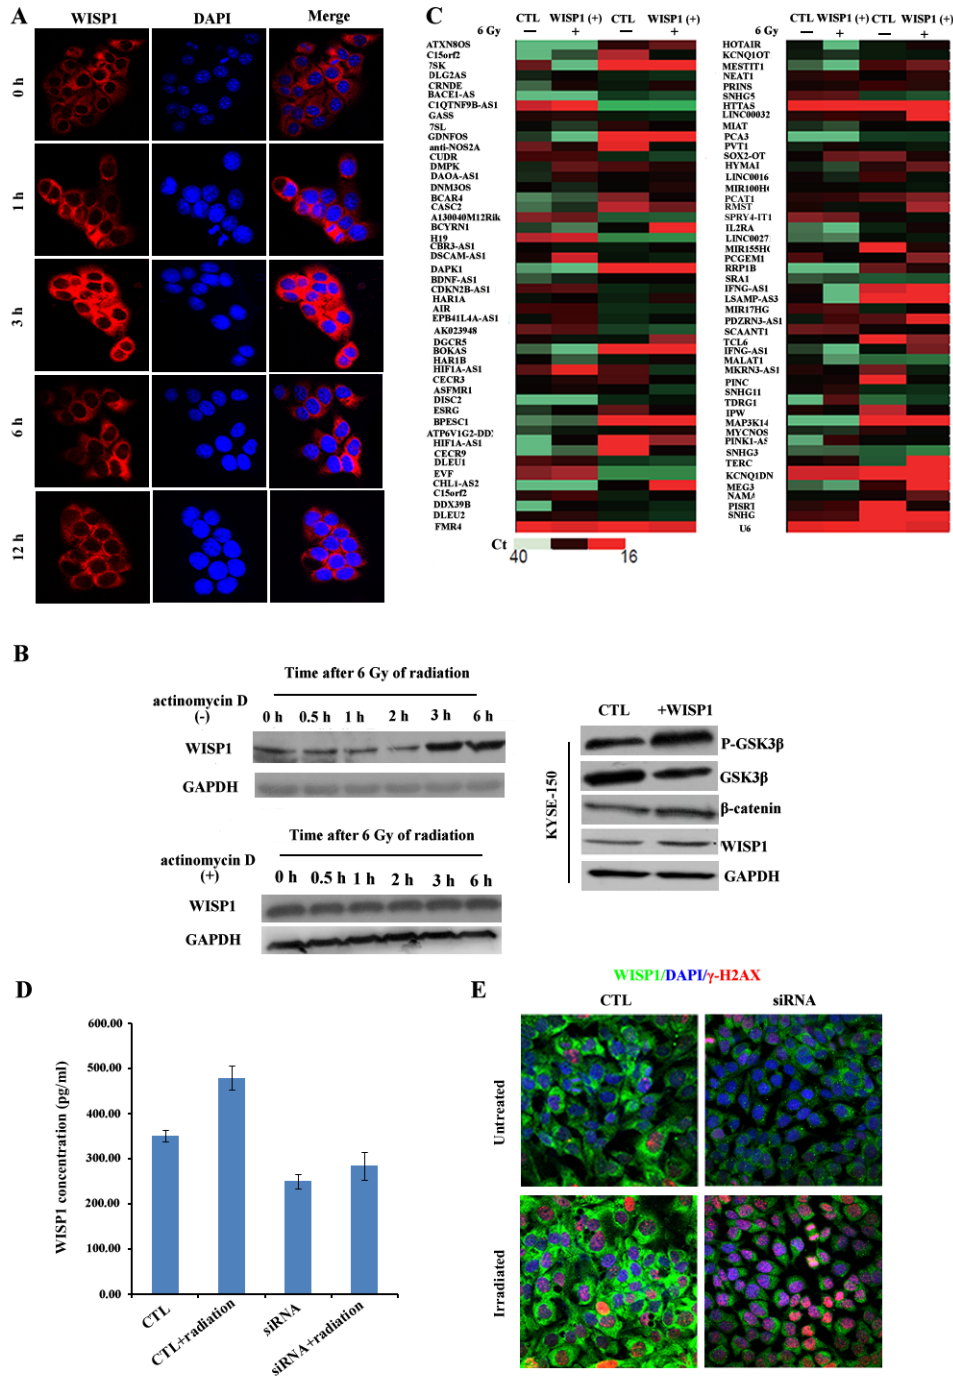 A
WISP1
DAPI
Merge
0 h
1 h
3 h
6 h
12 h
C
CTL WISP1 (+) CTL WISP1 (+)
6 Gy — + — +
ATXN8OS
C15orf2
7SK
DLG2AS
CRNDE
BACE1-AS
C1QTNF9B-AS1
GAS5
7SL
GDNFOS
anti-NOS2A
CUDR
DMPK
DAOA-AS1
DNM3OS
BCAR4
CASC2
A130040M12Rik
BCYRN1
H19
CBR3-AS1
DSCAM-AS1
DAPK1
BDNF-AS1
CDKN2B-AS1
HAR1A
AIR
EPB41L4A-AS1
AK023948
DGCR5
BOKAS
HAR1B
HIF1A-AS1
CECR3
ASFMR1
DISC2
ESRG
BPESC1
ATP6V1G2-DD
HIF1A-AS1
CECR9
DLEU1
EVF
CHL1-AS2
C15orf2
DDX39B
DLEU2
FMR4
CTL WISP1 (+) CTL WISP1 (+)
6 Gy — + — +
HOTAIR
KCNQ1OT
MESTIT1
NEAT1
PRINS
SNHG5
HTTAS
LINC00032
MIAT
PCA3
PVT1
SOX2-OT
HYMAI
LINC0016
MIR100H
PCAT1
RMST
SPRY4-IT1
IL2RA
LINC0027
MIR155H
PCGEM1
RRP1B
SRA1
IFNG-AS1
LSAMP-AS3
MIR17HG
PDZRN3-AS1
SCAANT1
TCL6
IFNG-AS1
MALAT1
MKRN3-AS1
PINC
SNHG11
TDRG1
IPW
MAP3K14
MYCNOS
PINK1-AS
SNHG3
TERC
KCNQ1DN
MEG3
NAMA
PISRT
SNHG
U6
Ct
40 16
B
Time after 6 Gy of radiation
actinomycin D
(-)
0 h 0.5 h 1 h 2 h 3 h 6 h
WISP1
GAPDH
Time after 6 Gy of radiation
actinomycin D
(+)
0 h 0.5 h 1 h 2 h 3 h 6 h
WISP1
GAPDH
CTL +WISP1
KYSE-150
P-GSK3β
GSK3β
β-catenin
WISP1
GAPDH
D
WISP1 concentration (pg/ml)
600.00
500.00
400.00
300.00
200.00
100.00
0.00
CTL
CTL+radiation
siRNA
siRNA+radiation
E
WISP1/DAPI/γ-H2AX
CTL
siRNA
Untreated
Irradiated